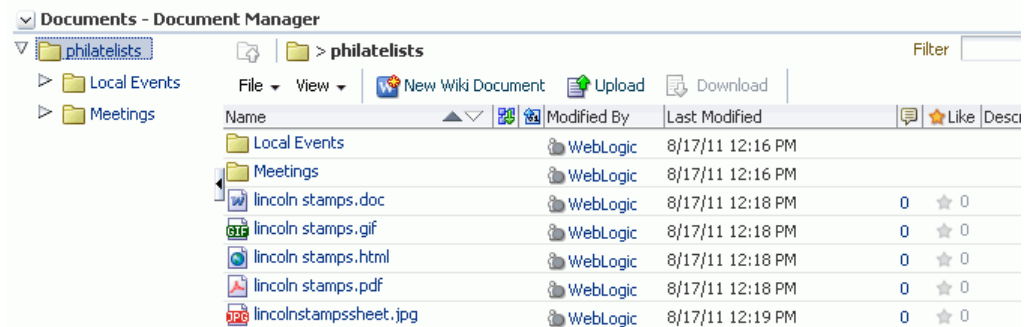 Documents - Document Manager
philatelists > philatelists Filter
Local Events File View New Wiki Document Upload Download
Meetings Name Modified By Last Modified Like Descr
Local Events WebLogic 8/17/11 12:16 PM
Meetings WebLogic 8/17/11 12:16 PM
lincoln stamps.doc WebLogic 8/17/11 12:18 PM 0 0
GIF lincoln stamps.gif WebLogic 8/17/11 12:18 PM 0 0
lincoln stamps.html WebLogic 8/17/11 12:18 PM 0 0
lincoln stamps.pdf WebLogic 8/17/11 12:18 PM 0 0
JPG lincolnstampssheet.jpg WebLogic 8/17/11 12:19 PM 0 0